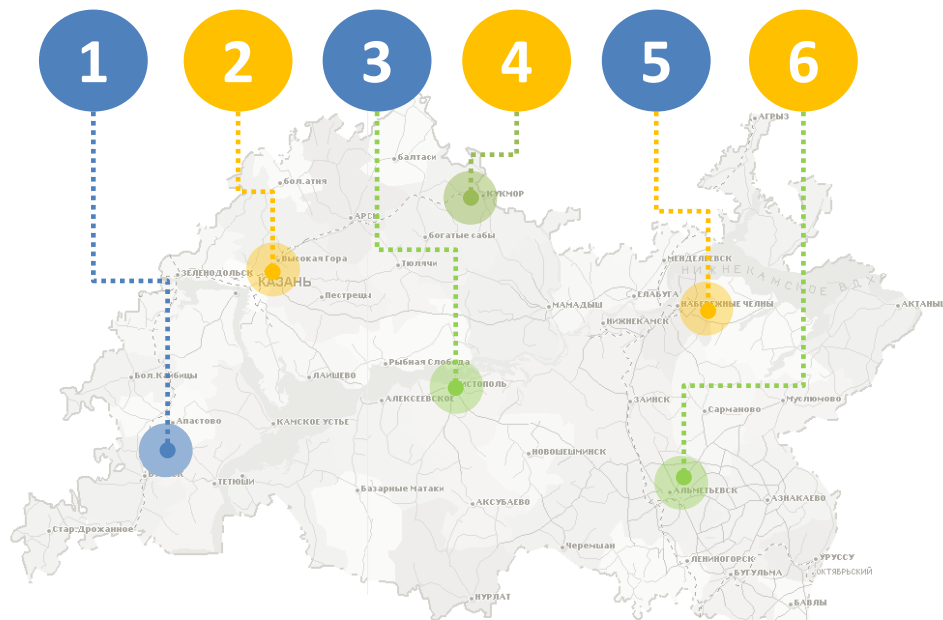 1 2 3 4 5 6
АГРЫЗ
балтаси
бол.атня
КУКМОР
АРСК
богатые сабы
Высокая Гора
Тюлячи
МЕНДЕЛЕЕВСК
ЗЕЛЕНОДОЛЬСК
НИЖНЕКАМСКОЕ ВДХ
КАЗАНЬ
Пестрецы
ЕЛАБУГА
МАМАДЫШ
НАБЕРЕЖНЫЕ ЧЕЛНЫ
АКТАНЫШ
НИЖНЕКАМСК
Рыбная Слобода
Бол.Кайбицы
ЛАИШЕВО
ЧИСТОПОЛЬ
АЛЕКСЕЕВСКОЕ
ЗАИНСК
Муслюмово
Сарманово
Апастово
КАМСКОЕ УСТЬЕ
НОВОШЕШМИНСК
ТЕТЮШИ
Базарные Матаки
АЛЬМЕТЬЕВСК
АЗНАКАЕВО
АКСУБАЕВО
Стар.Дрожанное
Черемшан
ЛЕНИНОГОРСК
УРУССУ
БУГУЛЬМА
ОКТЯБРЬСКИЙ
НУРЛАТ
БАВЛЫ